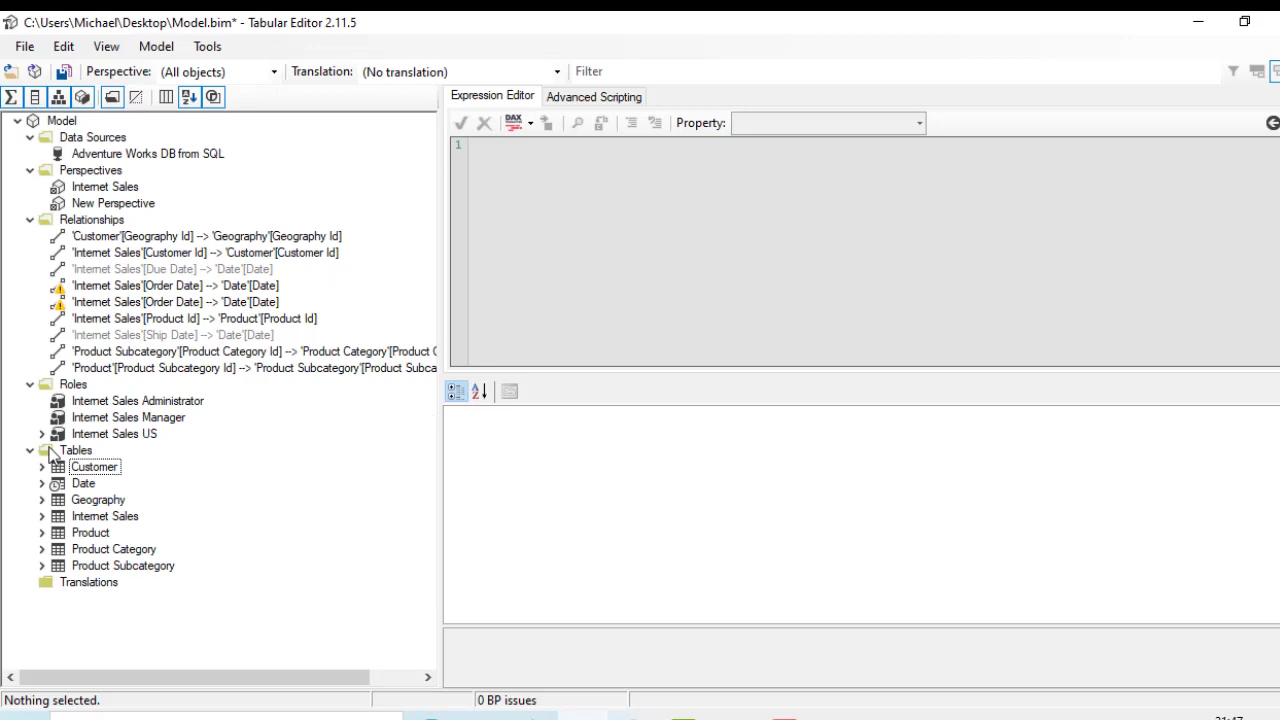 C:\Users\Michael\Desktop\Model.bim* - Tabular Editor 2.11.5
File Edit View Model Tools
Perspective: (All objects) Translation: (No translation) Filter
Expression Editor Advanced Scripting
DAX Property:
1
Model
Data Sources
Adventure Works DB from SQL
Perspectives
Internet Sales
New Perspective
Relationships
'Customer'[Geography Id] --> 'Geography'[Geography Id]
'Internet Sales'[Customer Id] --> 'Customer'[Customer Id]
'Internet Sales'[Due Date] --> 'Date'[Date]
'Internet Sales'[Order Date] --> 'Date'[Date]
'Internet Sales'[Order Date] --> 'Date'[Date]
'Internet Sales'[Product Id] --> 'Product'[Product Id]
'Internet Sales'[Ship Date] --> 'Date'[Date]
'Product Subcategory'[Product Category Id] --> 'Product Category'[Product C
'Product'[Product Subcategory Id] --> 'Product Subcategory'[Product Subca
Roles
Internet Sales Administrator
Internet Sales Manager
Internet Sales US
Tables
Customer
Date
Geography
Internet Sales
Product
Product Category
Product Subcategory
Translations
Nothing selected. 0 BP issues